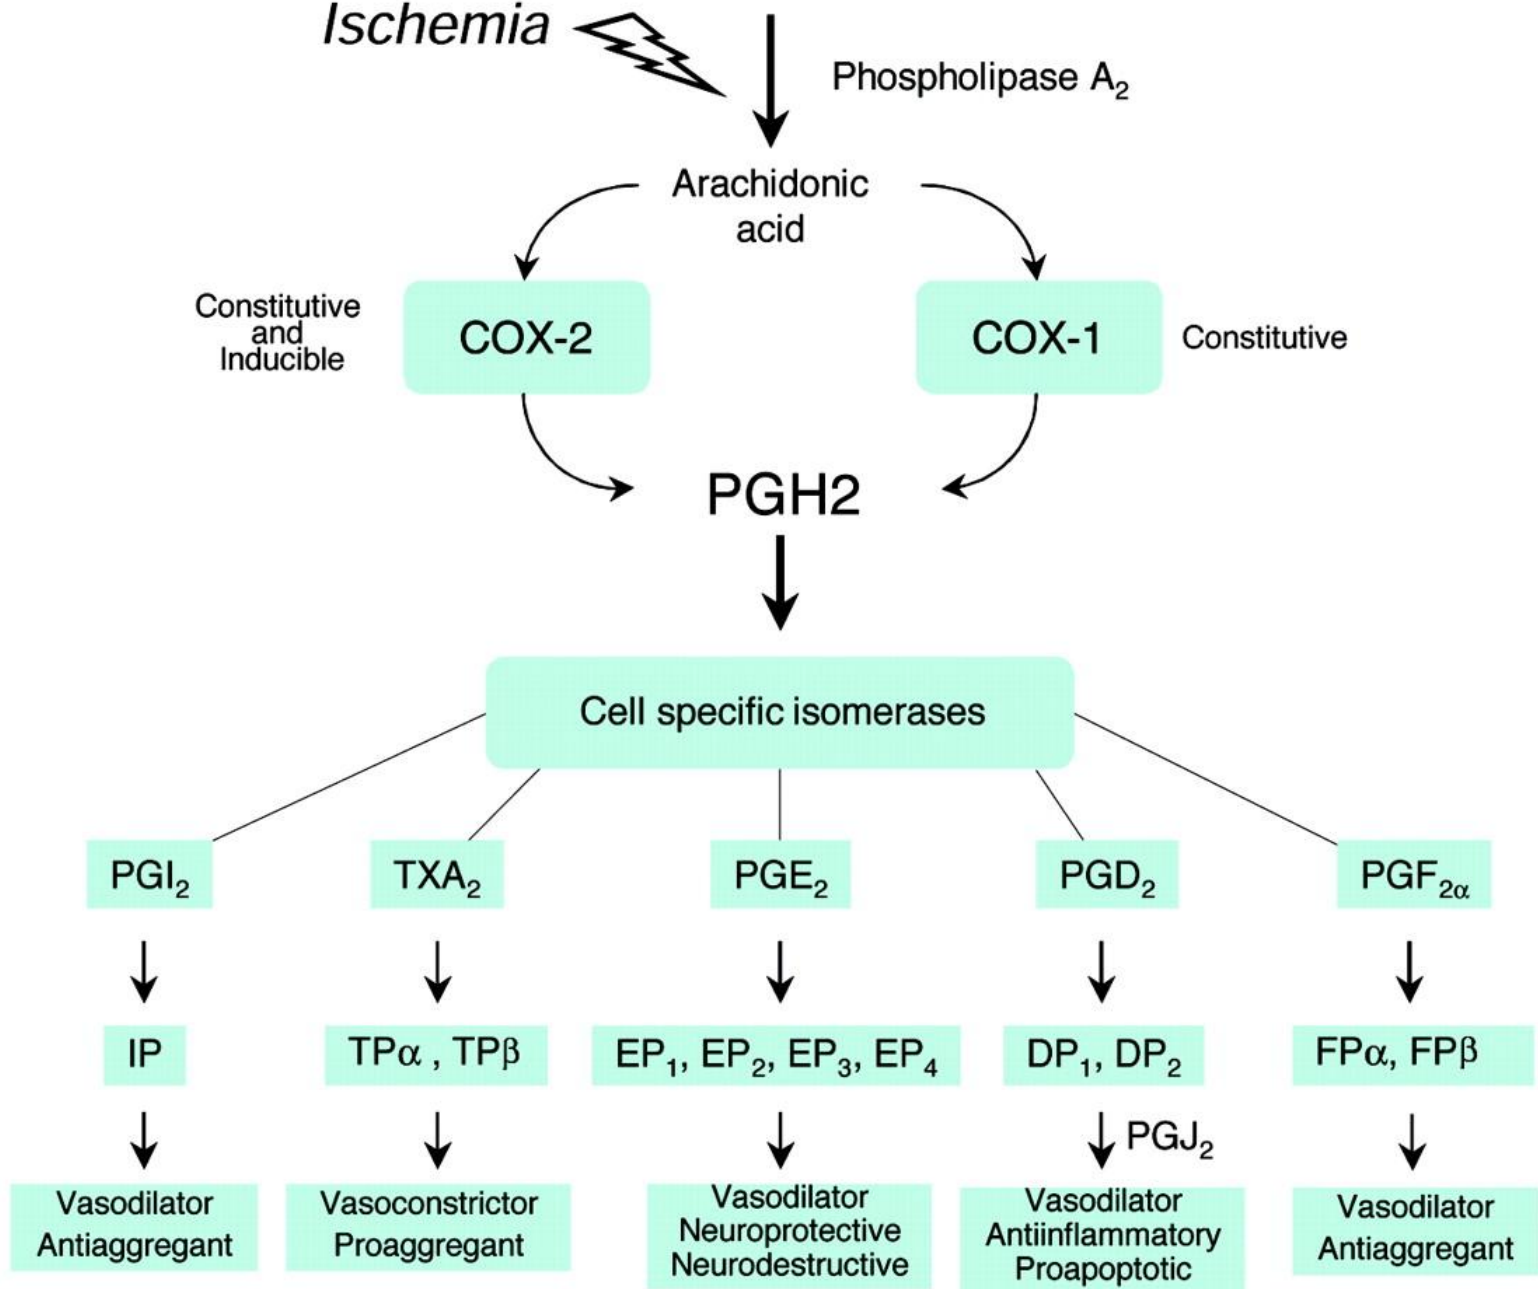 Ischemia
Phospholipase A₂
Arachidonic
acid
Constitutive
and
Inducible
COX-2
COX-1
Constitutive
PGH2
Cell specific isomerases
PGI₂
TXA₂
PGE₂
PGD₂
PGF₂α
IP
TPα , TPβ
EP₁, EP₂, EP₃, EP₄
DP₁, DP₂
FPα, FPβ
PGJ₂
Vasodilator
Antiaggregant
Vasoconstrictor
Proaggregant
Vasodilator
Neuroprotective
Neurodestructive
Vasodilator
Antiinflammatory
Proapoptotic
Vasodilator
Antiaggregant